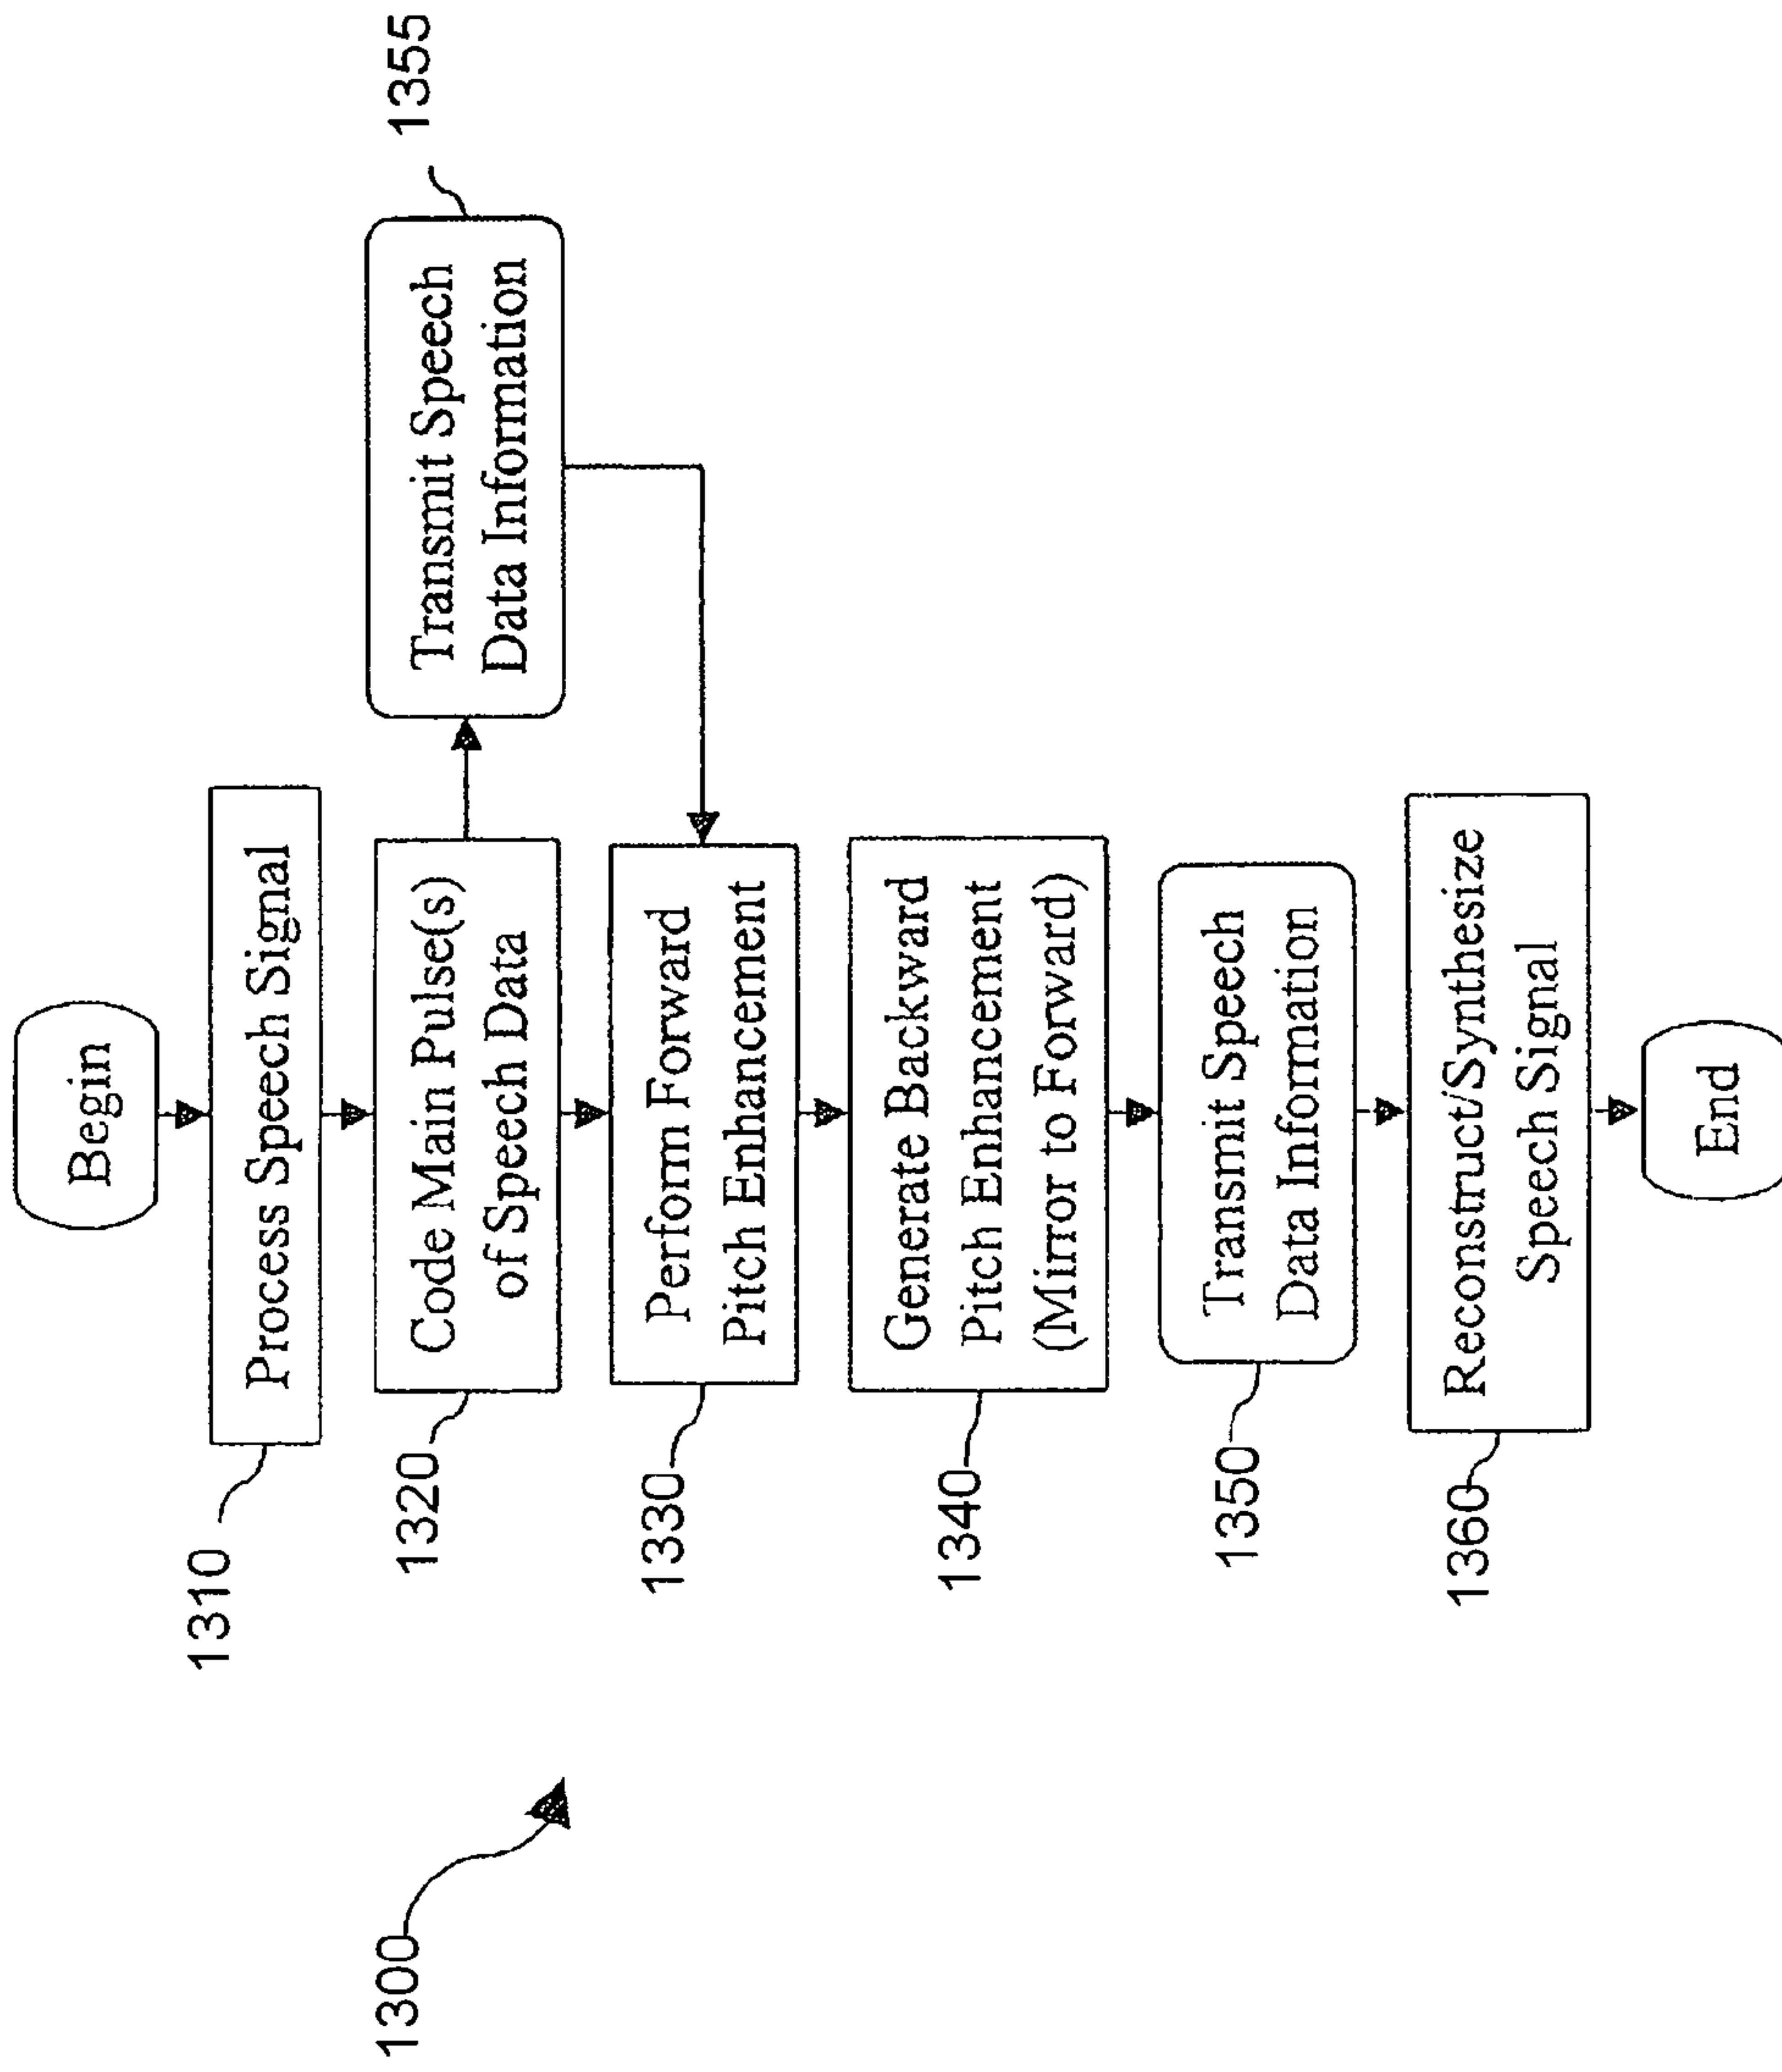 Begin
1310
Process Speech Signal
1320
Code Main Pulse(s)
of Speech Data
1355
Transmit Speech
Data Information
1330
Perform Forward
Pitch Enhancement
1340
Generate Backward
Pitch Enhancement
(Mirror to Forward)
1350
Transmit Speech
Data Information
1360
Reconstruct/Synthesize
Speech Signal
End
1300